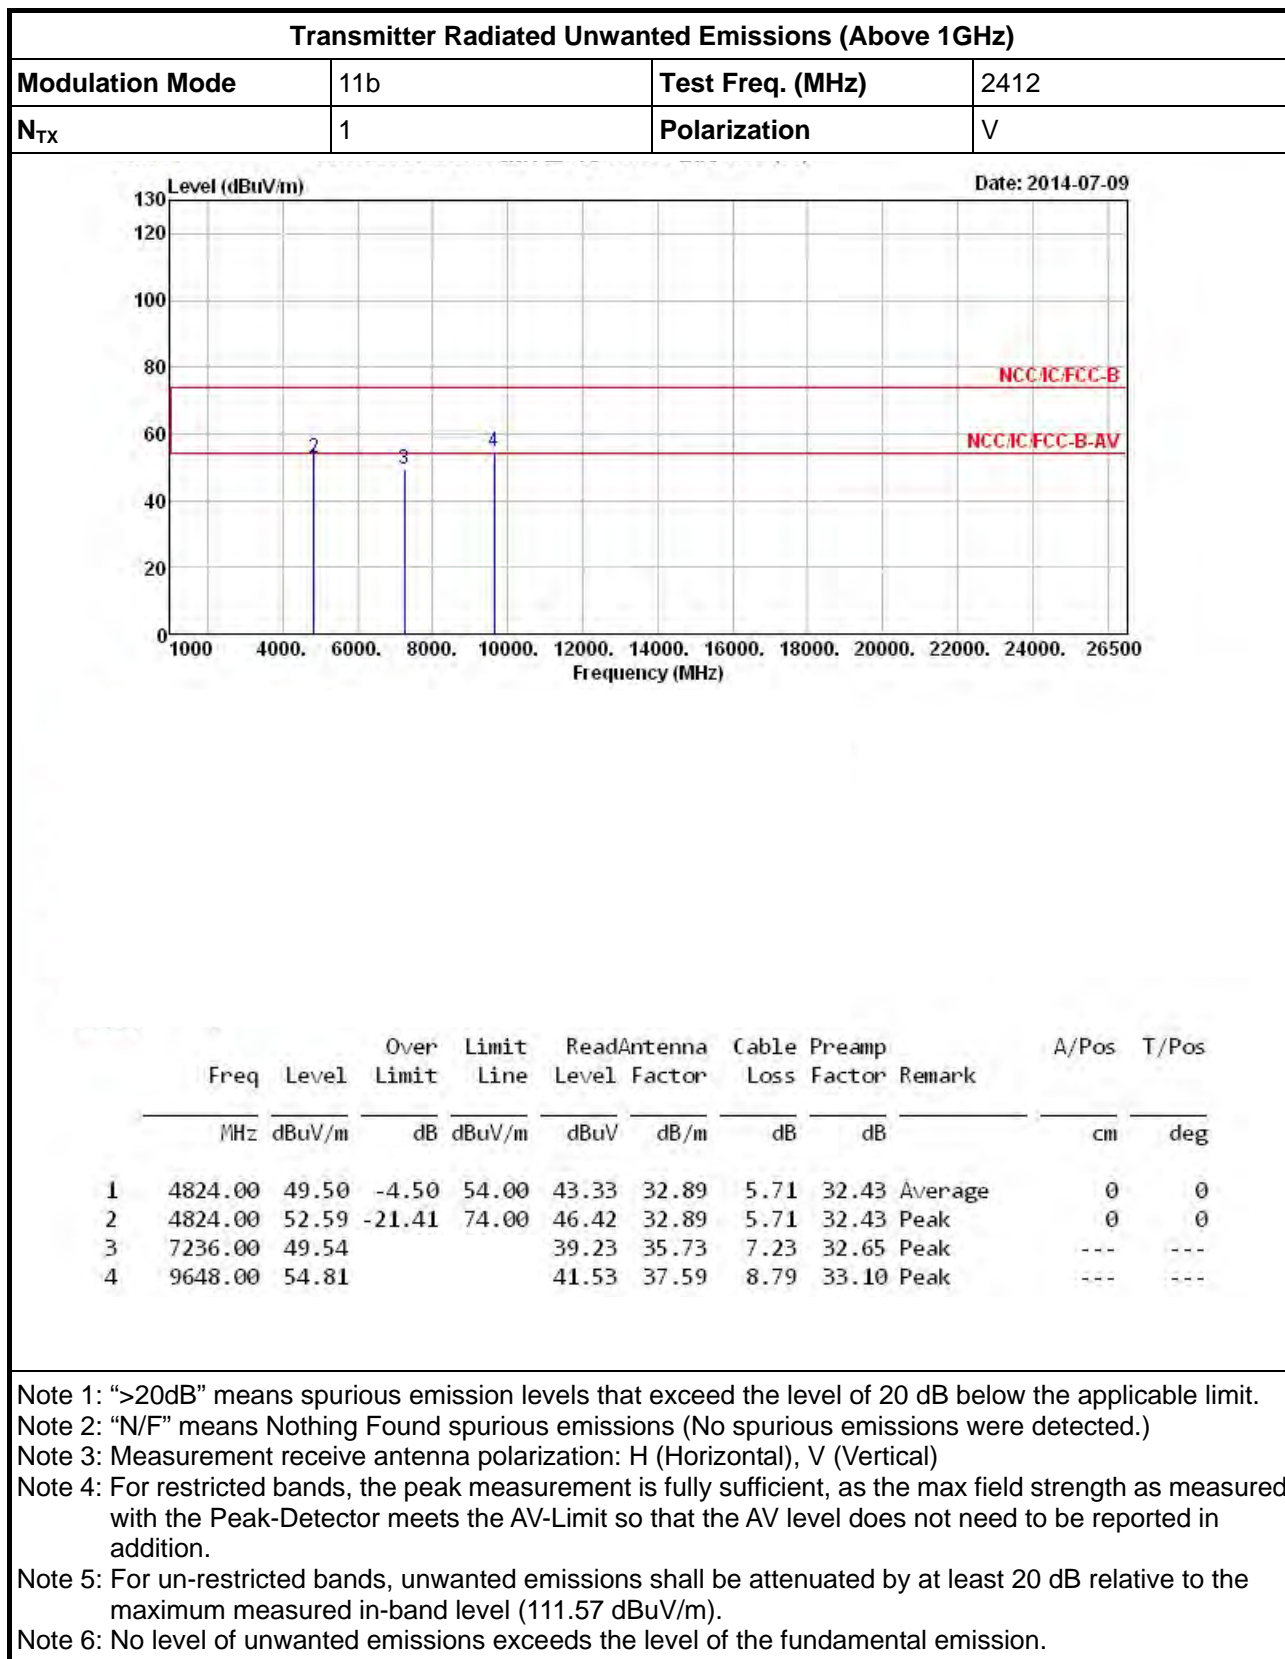 Transmitter Radiated Unwanted Emissions (Above 1GHz)
Modulation Mode 11b Test Freq. (MHz) 2412
NTX 1 Polarization V
Level (dBuV/m) Date: 2014-07-09
130
120
100
80
NCC/IC/FCC-B
60
2 3 4
NCC/IC/FCC-B-AV
40
20
0
1000 4000. 6000. 8000. 10000. 12000. 14000. 16000. 18000. 20000. 22000. 24000. 26500
Frequency (MHz)
Over Limit ReadAntenna Cable Preamp A/Pos T/Pos
Freq Level Limit Line Level Factor Loss Factor Remark
MHz dBuV/m dB dBuV/m dBuV dB/m dB dB cm deg
1 4824.00 49.50 -4.50 54.00 43.33 32.89 5.71 32.43 Average 0 0
2 4824.00 52.59 -21.41 74.00 46.42 32.89 5.71 32.43 Peak 0 0
3 7236.00 49.54 39.23 35.73 7.23 32.65 Peak --- ---
4 9648.00 54.81 41.53 37.59 8.79 33.10 Peak --- ---
Note 1: “>20dB” means spurious emission levels that exceed the level of 20 dB below the applicable limit.
Note 2: “N/F” means Nothing Found spurious emissions (No spurious emissions were detected.)
Note 3: Measurement receive antenna polarization: H (Horizontal), V (Vertical)
Note 4: For restricted bands, the peak measurement is fully sufficient, as the max field strength as measured
with the Peak-Detector meets the AV-Limit so that the AV level does not need to be reported in
addition.
Note 5: For un-restricted bands, unwanted emissions shall be attenuated by at least 20 dB relative to the
maximum measured in-band level (111.57 dBuV/m).
Note 6: No level of unwanted emissions exceeds the level of the fundamental emission.